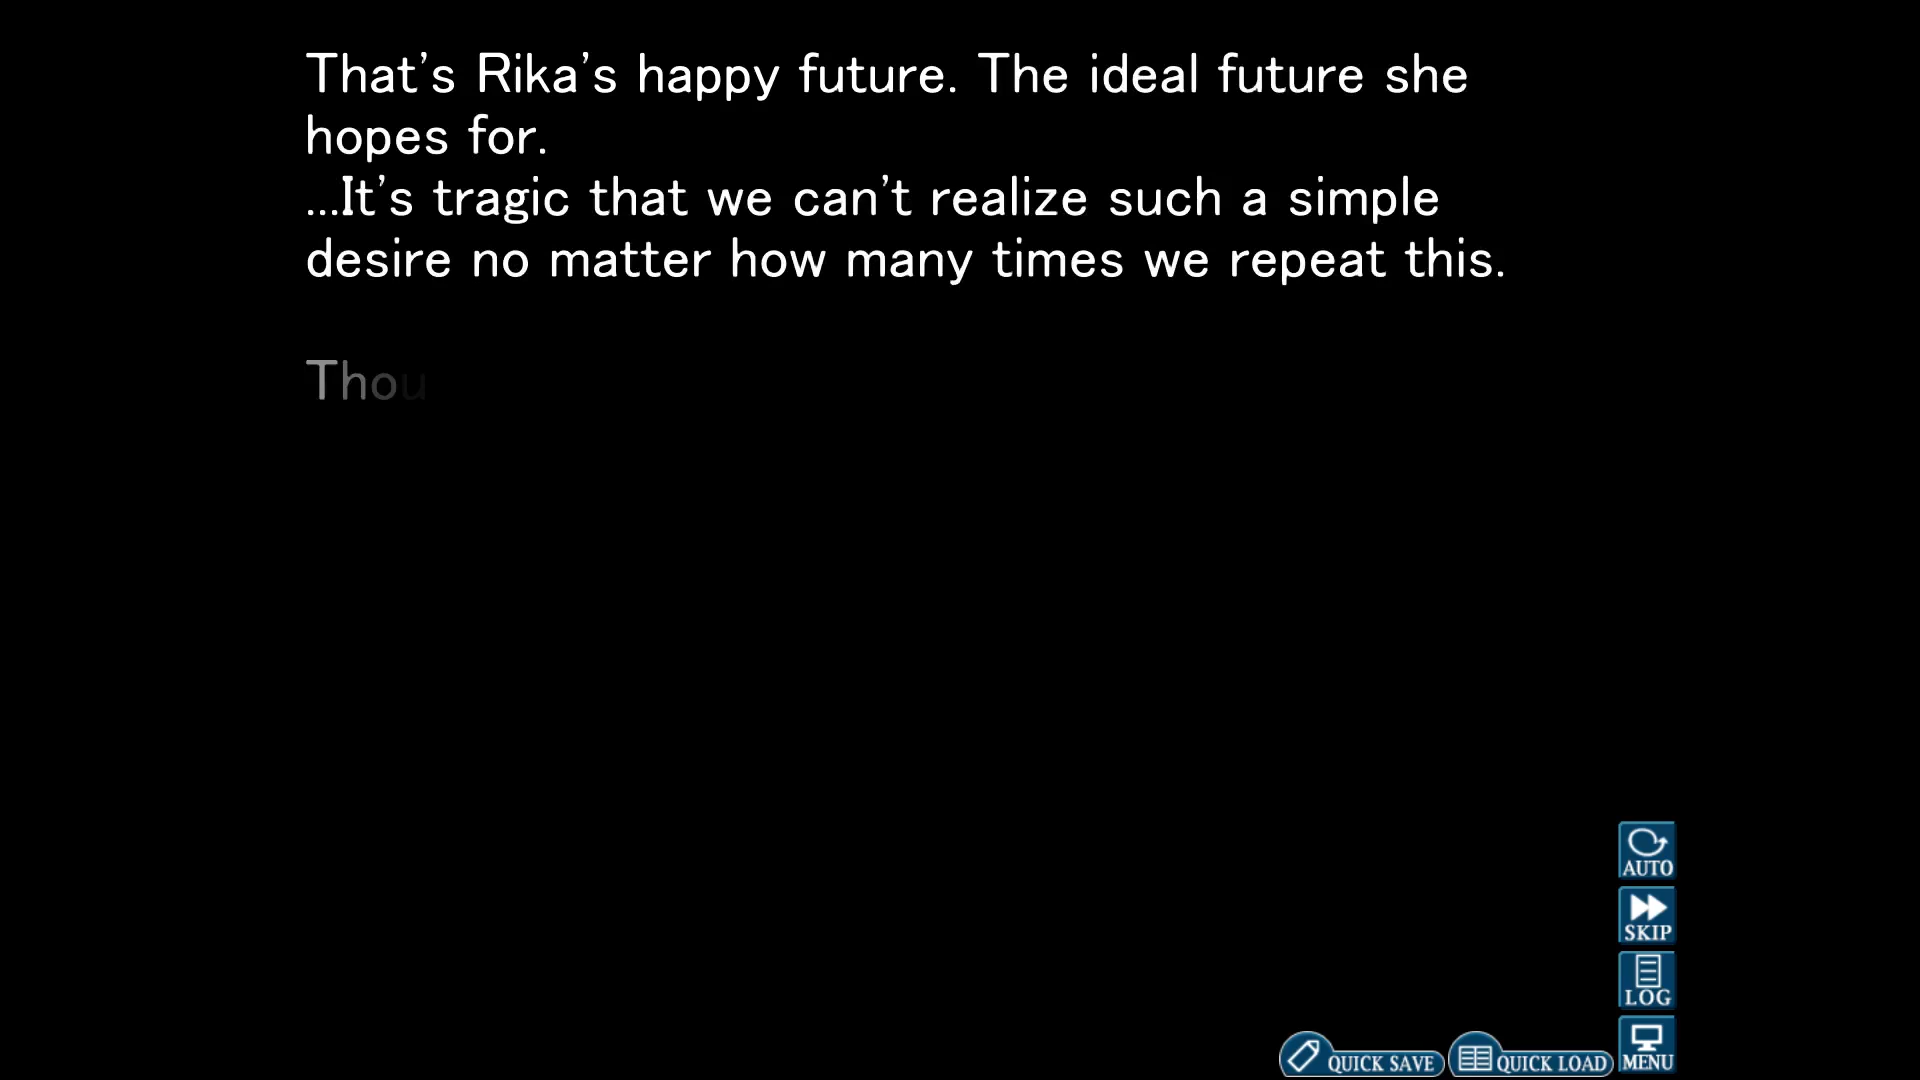 That's Rika's happy future. The ideal future she
hopes for.
...It's tragic that we can't realize such a simple
desire no matter how many times we repeat this.
Thou
AUTO
SKIP
LOG
MENU
QUICK SAVE
QUICK LOAD